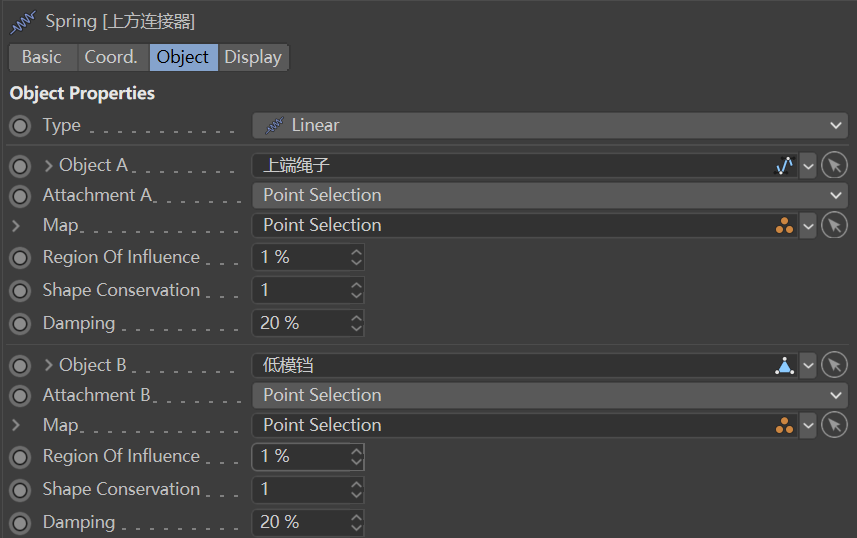 Spring [上方连接器]
Basic Coord. Object Display
Object Properties
Type Linear
Object A 上端绳子
Attachment A Point Selection
Map Point Selection
Region Of Influence 1 %
Shape Conservation 1
Damping 20 %
Object B 低模铛
Attachment B Point Selection
Map Point Selection
Region Of Influence 1 %
Shape Conservation 1
Damping 20 %